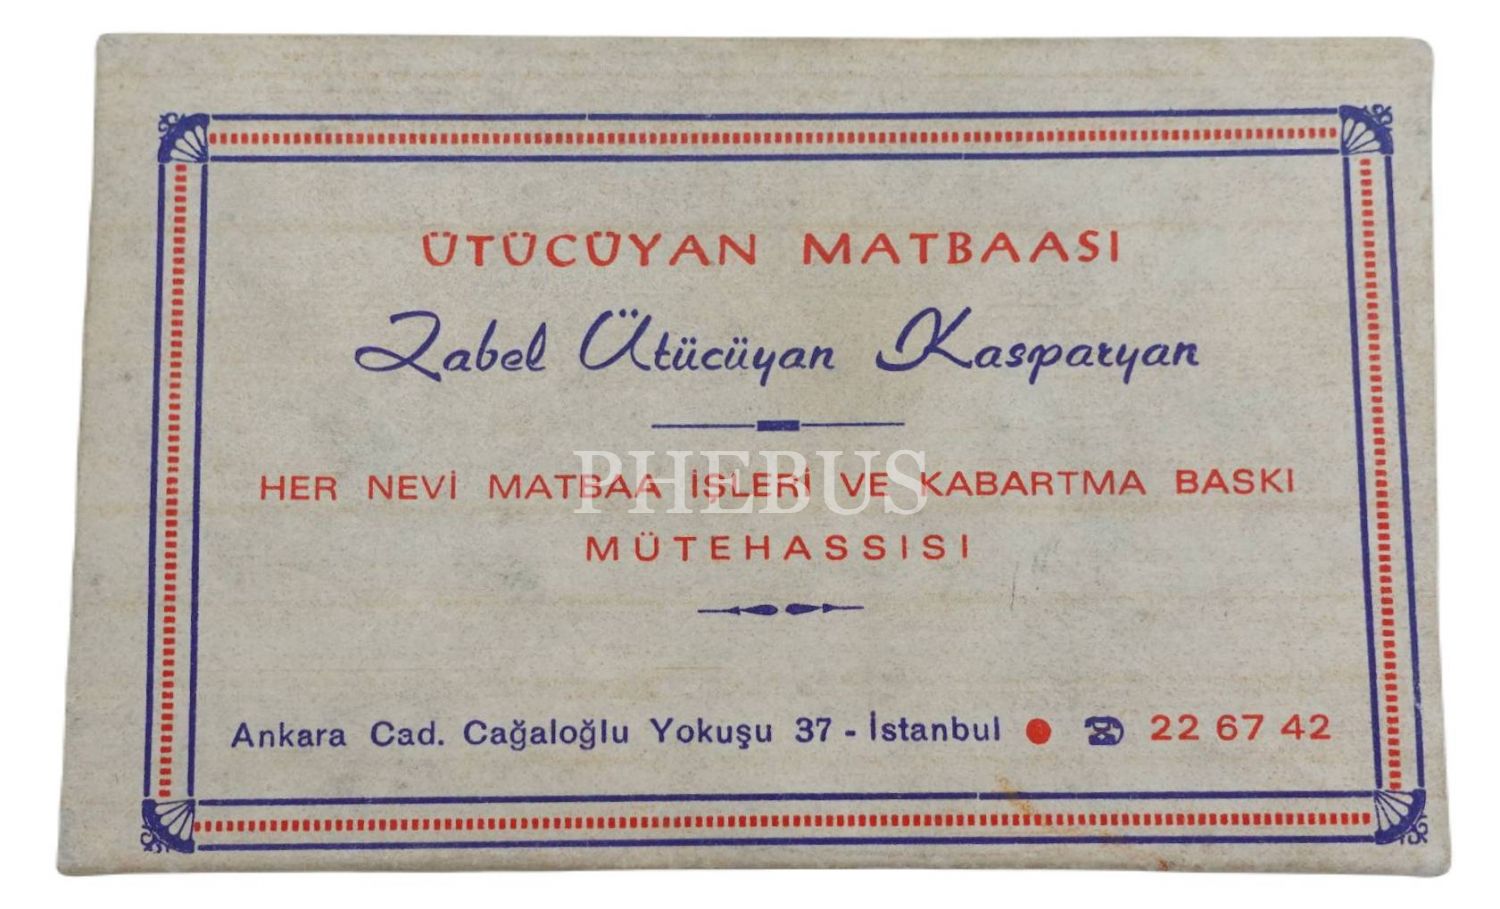 ÜTÜCÜYAN MATBAASI
Zabel Ütücüyan Kasparyan
HER NEVİ MATBAA İŞLERİ VE KABARTMA BASKI
MÜTEHASSISI
Ankara Cad. Cağaloğlu Yokuşu 37 - İstanbul ● ☎ 22 67 42
PHEBUS